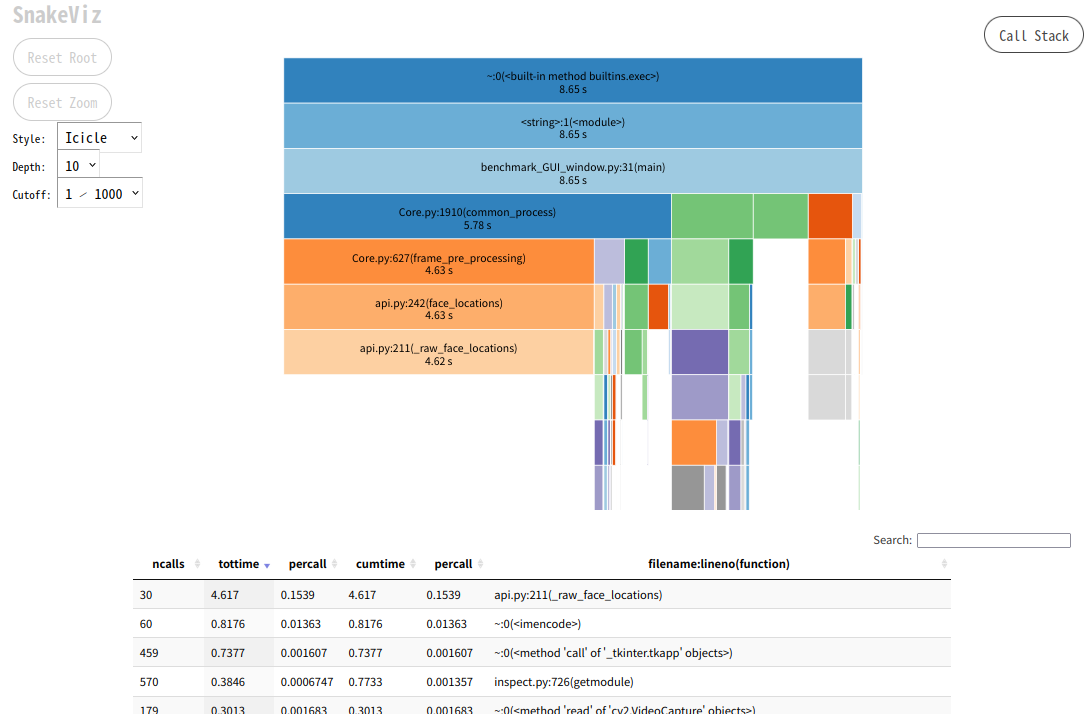 SnakeViz
Reset Root
Reset Zoom
Style: Icicle
Depth: 10
Cutoff: 1 / 1000
Call Stack
~:0(<built-in method builtins.exec>)
8.65 s
<string>:1(<module>)
8.65 s
benchmark_GUI_window.py:31(main)
8.65 s
Core.py:1910(common_process)
5.78 s
Core.py:627(frame_pre_processing)
4.63 s
api.py:242(face_locations)
4.63 s
api.py:211(_raw_face_locations)
4.62 s
Search:
ncalls tottime percall cumtime percall filename:lineno(function)
30 4.617 0.1539 4.617 0.1539 api.py:211(_raw_face_locations)
60 0.8176 0.01363 0.8176 0.01363 ~:0(<imencode>)
459 0.7377 0.001607 0.7377 0.001607 ~:0(<method 'call' of '_tkinter.tkapp' objects>)
570 0.3846 0.0006747 0.7733 0.001357 inspect.py:726(getmodule)
179 0.3013 0.001683 0.3013 0.001683 ~:0(<method 'read' of 'cv2.VideoCapture' objects>)